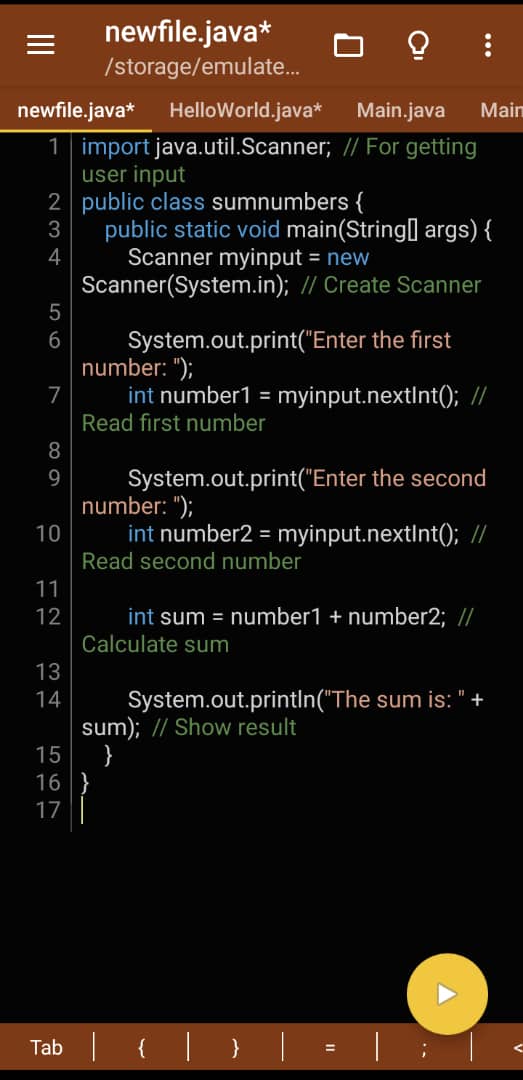 newfile.java*
/storage/emulate...
newfile.java* HelloWorld.java* Main.java Main
1 import java.util.Scanner; // For getting
user input
2 public class sumnumbers {
3 public static void main(String[] args) {
4 Scanner myinput = new
Scanner(System.in); // Create Scanner
5
6 System.out.print("Enter the first
number: ");
7 int number1 = myinput.nextInt(); //
Read first number
8
9 System.out.print("Enter the second
number: ");
10 int number2 = myinput.nextInt(); //
Read second number
11
12 int sum = number1 + number2; //
Calculate sum
13
14 System.out.println("The sum is: " +
sum); // Show result
15 }
16 }
17
Tab { } = ; <